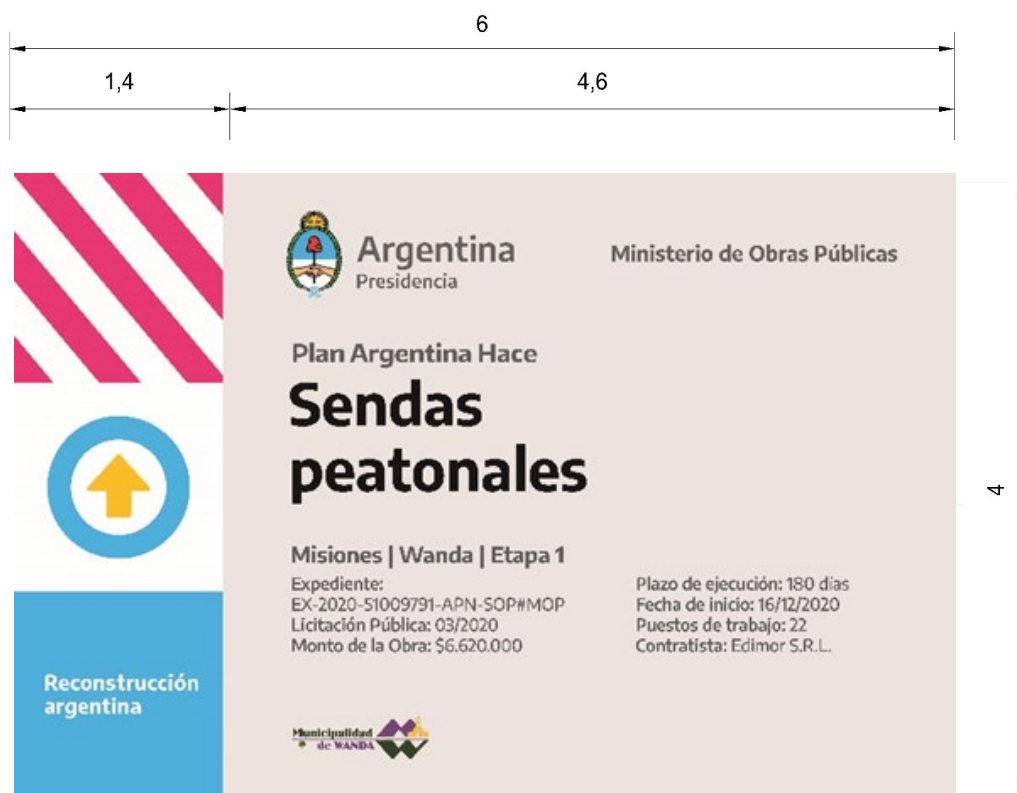 6
1,4
4,6
Argentina
Presidencia
Ministerio de Obras Públicas
Plan Argentina Hace
Sendas
peatonales
4
Misiones | Wanda | Etapa 1
Expediente:
EX-2020-51009791-APN-SOP#MOP
Licitación Pública: 03/2020
Monto de la Obra: $6.620.000
Plazo de ejecución: 180 días
Fecha de inicio: 16/12/2020
Puestos de trabajo: 22
Contratista: Edimor S.R.L.
Reconstrucción
argentina
Municipalidad
de WANDA